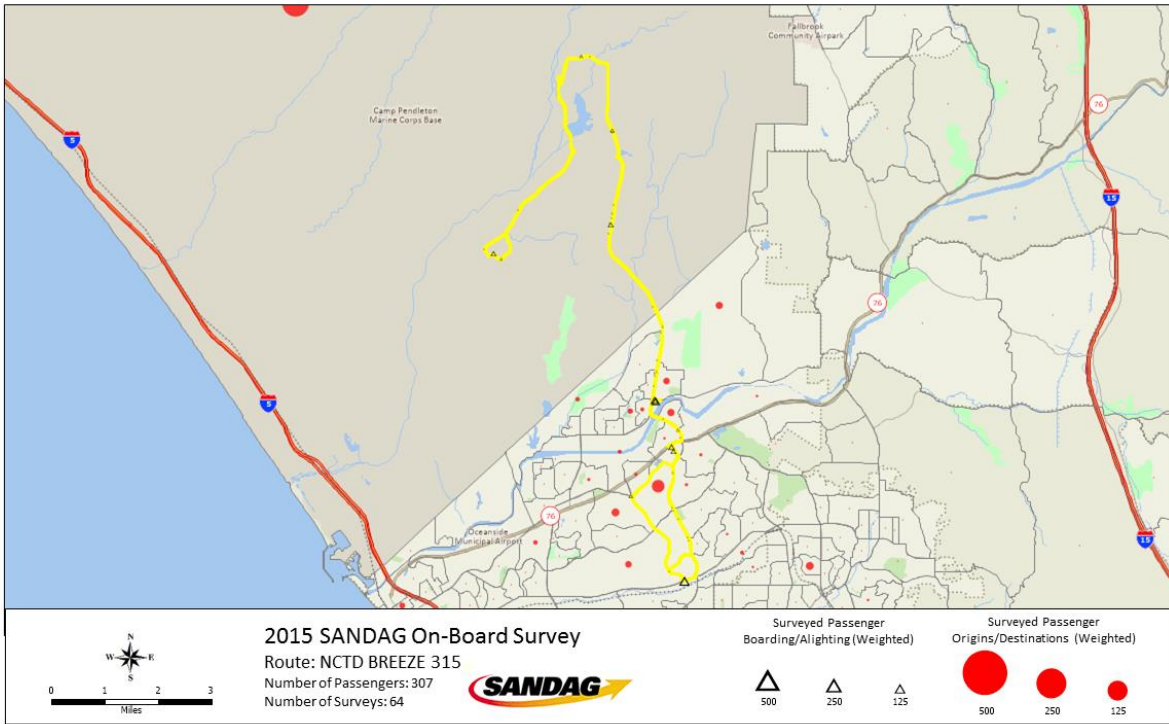 Fallbrook
Community Airpark
76
Camp Pendleton
Marine Corps Base
5
15
76
5
76
Oceanside
Municipal Airport
15
N
W E
S
0 1 2 3
Miles
2015 SANDAG On-Board Survey
Route: NCTD BREEZE 315
Number of Passengers: 307
Number of Surveys: 64
SANDAG
Surveyed Passenger
Boarding/Alighting (Weighted)
500 250 125
Surveyed Passenger
Origins/Destinations (Weighted)
500 250 125